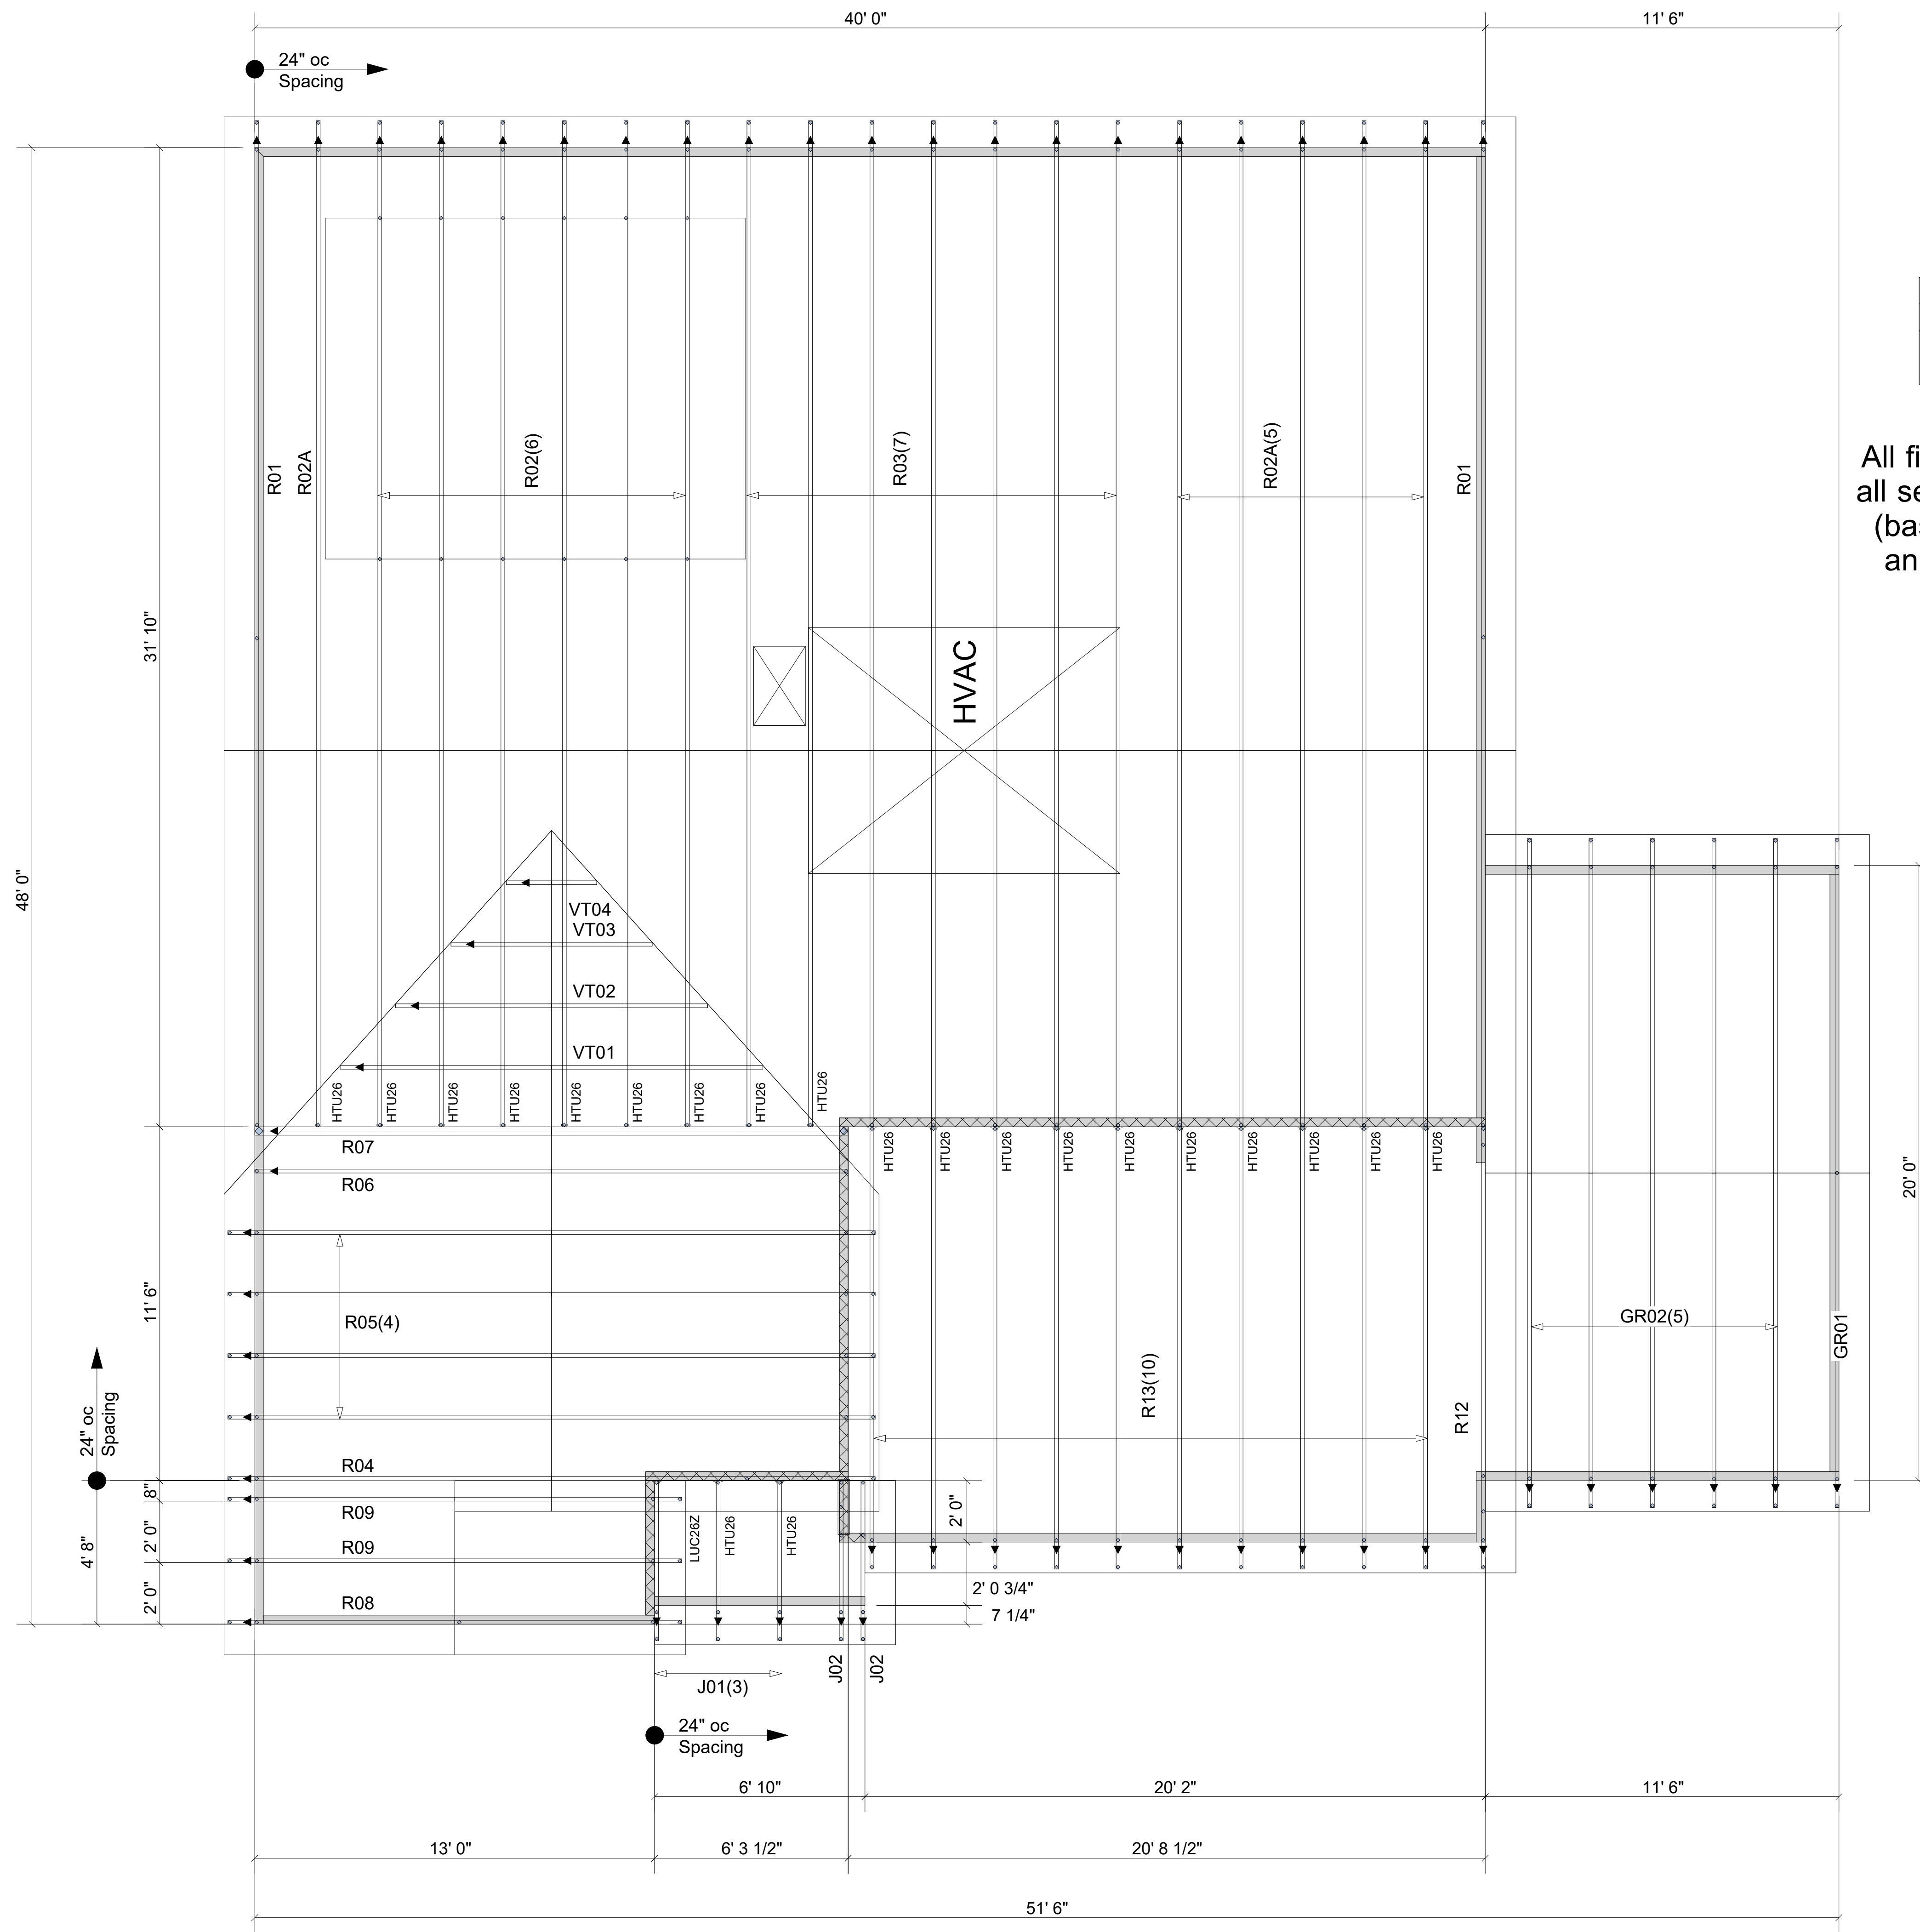 40' 0"
11' 6"
24" oc
Spacing
R01
R02A
R02(6)
R03(7)
R02A(5)
R01
All fi
all se
(bas
an
31' 10"
HVAC
48' 0"
VT04
VT03
VT02
VT01
HTU26
HTU26
HTU26
HTU26
HTU26
HTU26
HTU26
HTU26
HTU26
R07
R06
HTU26
HTU26
HTU26
HTU26
HTU26
HTU26
HTU26
HTU26
HTU26
HTU26
20' 0"
11' 6"
R05(4)
GR02(5)
GR01
R13(10)
R12
24" oc
Spacing
R04
8"
R09
2' 0"
R09
4' 8"
2' 0"
R08
LUC26Z
HTU26
HTU26
2' 0"
2' 0 3/4"
7 1/4"
J02
J02
J01(3)
24" oc
Spacing
6' 10"
20' 2"
11' 6"
13' 0"
6' 3 1/2"
20' 8 1/2"
51' 6"